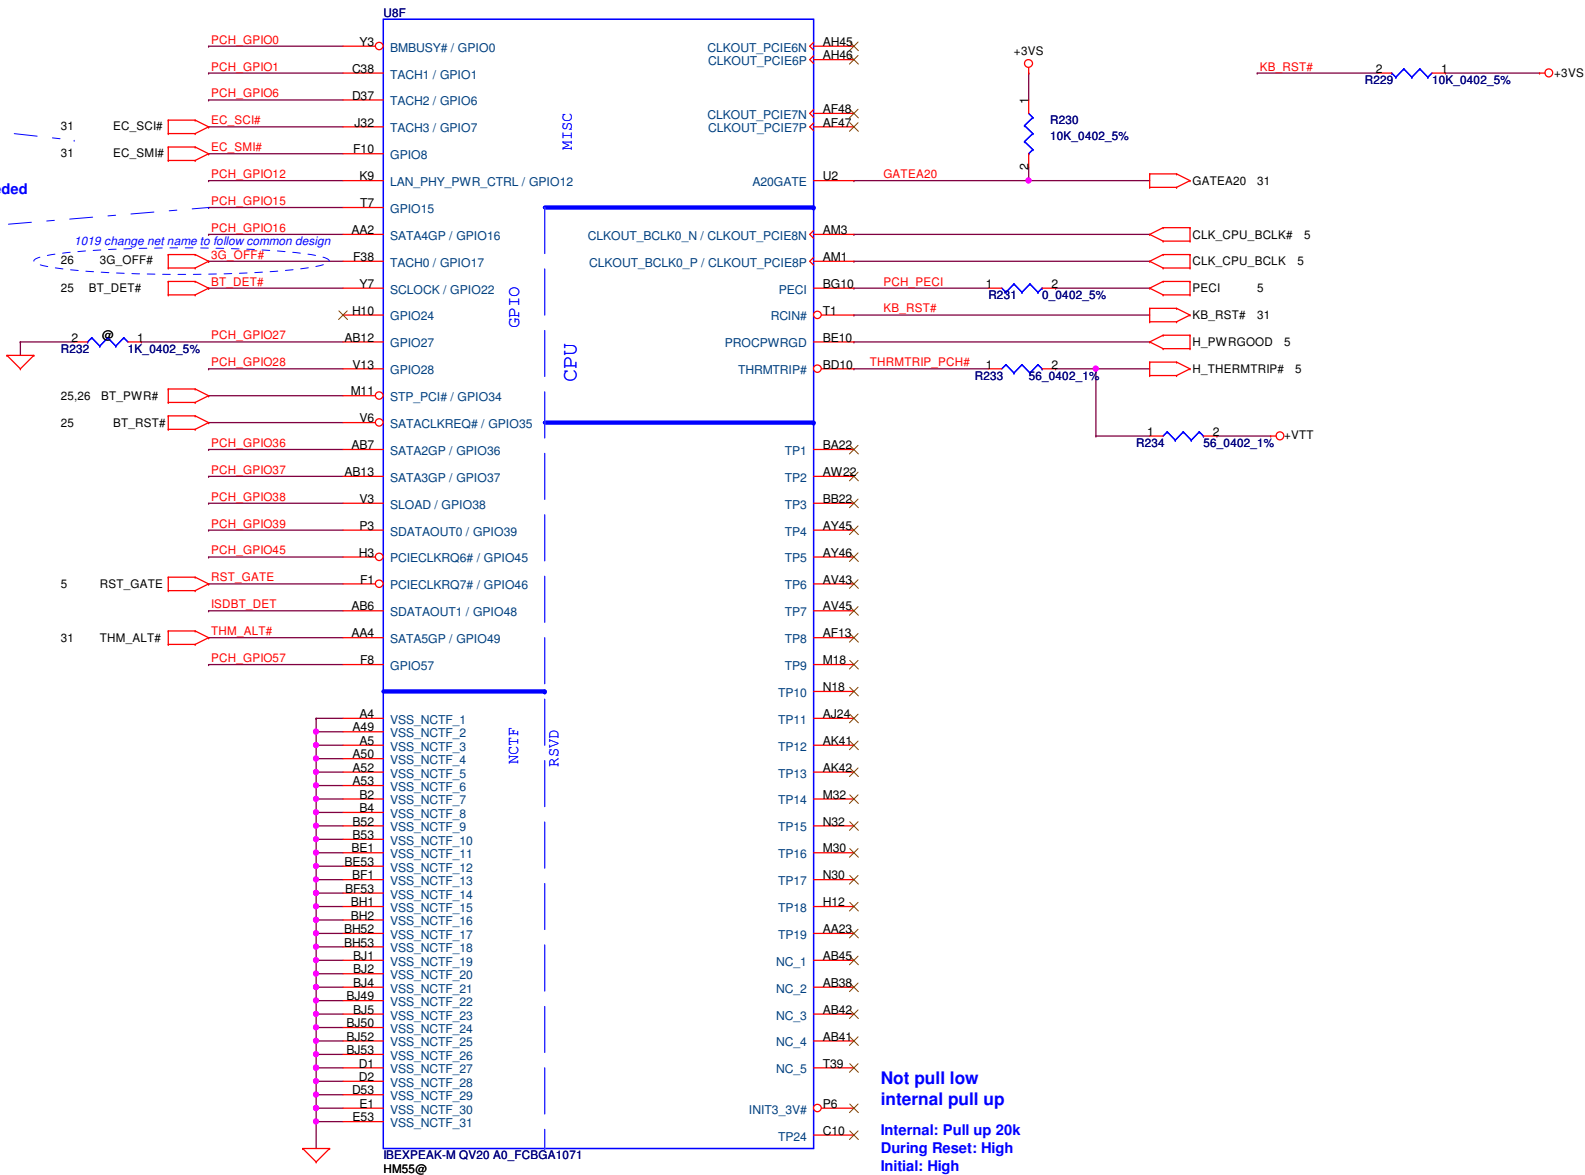 U8F
PCH_GPIO0 Y3 BMBUSY# / GPIO0
PCH_GPIO1 C38 TACH1 / GPIO1
PCH_GPIO6 D37 TACH2 / GPIO6
31 EC_SCI# EC_SCI# J32 TACH3 / GPIO7
31 EC_SMI# EC_SMI# F10 GPIO8
PCH_GPIO12 K9 LAN_PHY_PWR_CTRL / GPIO12
PCH_GPIO15 T7 GPIO15
PCH_GPIO16 AA2 SATA4GP / GPIO16
1019 change net name to follow common design
26 3G_OFF# 3G_OFF# F38 TACH0 / GPIO17
25 BT_DET# BT_DET# Y7 SCLOCK / GPIO22
H10 GPIO24
R232 2 @ 1 1K_0402_5% PCH_GPIO27 AB12 GPIO27
PCH_GPIO28 V13 GPIO28
25,26 BT_PWR# M11 STP_PCI# / GPIO34
25 BT_RST# V6 SATACLKREQ# / GPIO35
PCH_GPIO36 AB7 SATA2GP / GPIO36
PCH_GPIO37 AB13 SATA3GP / GPIO37
PCH_GPIO38 V3 SLOAD / GPIO38
PCH_GPIO39 P3 SDATAOUT0 / GPIO39
PCH_GPIO45 H3 PCIECLKRQ6# / GPIO45
5 RST_GATE RST_GATE F1 PCIECLKRQ7# / GPIO46
ISDBT_DET AB6 SDATAOUT1 / GPIO48
31 THM_ALT# THM_ALT# AA4 SATA5GP / GPIO49
PCH_GPIO57 F8 GPIO57
A4 VSS_NCTF_1
A49 VSS_NCTF_2
A5 VSS_NCTF_3
A50 VSS_NCTF_4
A52 VSS_NCTF_5
A53 VSS_NCTF_6
B2 VSS_NCTF_7
B4 VSS_NCTF_8
B52 VSS_NCTF_9
B53 VSS_NCTF_10
BE1 VSS_NCTF_11
BE53 VSS_NCTF_12
BF1 VSS_NCTF_13
BF53 VSS_NCTF_14
BH1 VSS_NCTF_15
BH2 VSS_NCTF_16
BH52 VSS_NCTF_17
BH53 VSS_NCTF_18
BJ1 VSS_NCTF_19
BJ2 VSS_NCTF_20
BJ4 VSS_NCTF_21
BJ49 VSS_NCTF_22
BJ5 VSS_NCTF_23
BJ50 VSS_NCTF_24
BJ52 VSS_NCTF_25
BJ53 VSS_NCTF_26
D1 VSS_NCTF_27
D2 VSS_NCTF_28
D53 VSS_NCTF_29
E1 VSS_NCTF_30
E53 VSS_NCTF_31
MISC
GPIO
CPU
NCTF
RSVD
CLKOUT_PCIE6N AH45
CLKOUT_PCIE6P AH46
CLKOUT_PCIE7N AF48
CLKOUT_PCIE7P AF47
A20GATE U2 GATEA20 GATEA20 31
+3VS
1
R230
10K_0402_5%
2
KB_RST# 2 1 +3VS
R229 10K_0402_5%
CLKOUT_BCLK0_N / CLKOUT_PCIE8N AM3 CLK_CPU_BCLK# 5
CLKOUT_BCLK0_P / CLKOUT_PCIE8P AM1 CLK_CPU_BCLK 5
PECI BG10 PCH_PECI 1 2 PECI 5
R231 0_0402_5%
RCIN# T1 KB_RST# KB_RST# 31
PROCPWRGD BE10 H_PWRGOOD 5
THRMTRIP# BD10 THRMTRIP_PCH# 1 2 H_THERMTRIP# 5
R233 56_0402_1%
1 2 +VTT
R234 56_0402_1%
TP1 BA22
TP2 AW22
TP3 BB22
TP4 AY45
TP5 AY46
TP6 AV43
TP7 AV45
TP8 AF13
TP9 M18
TP10 N18
TP11 AJ24
TP12 AK41
TP13 AK42
TP14 M32
TP15 N32
TP16 M30
TP17 N30
TP18 H12
TP19 AA23
NC_1 AB45
NC_2 AB38
NC_3 AB42
NC_4 AB41
NC_5 T39
INIT3_3V# P6
TP24 C10
Not pull low
internal pull up
Internal: Pull up 20k
During Reset: High
Initial: High
IBEXPEAK-M QV20 A0_FCBGA1071
HM55@